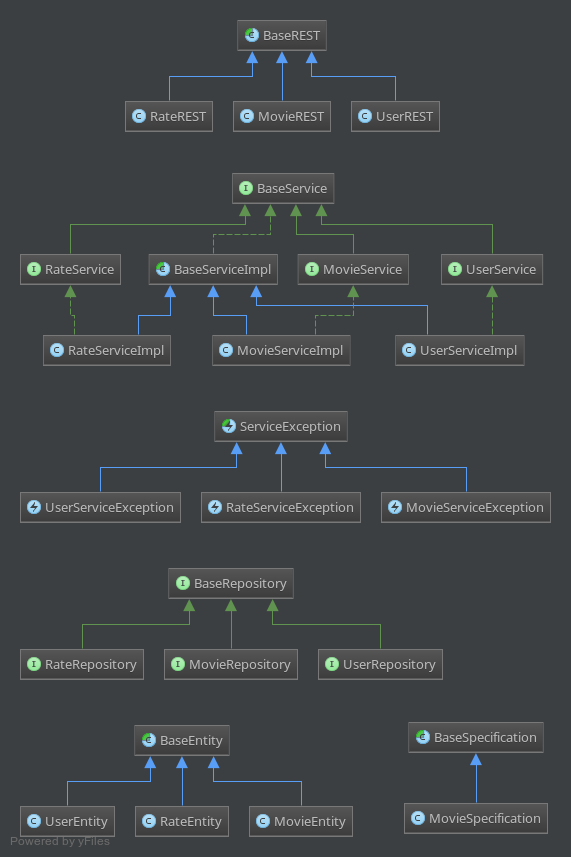 BaseREST
RateREST MovieREST UserREST
BaseService
RateService BaseServiceImpl MovieService UserService
RateServiceImpl MovieServiceImpl UserServiceImpl
ServiceException
UserServiceException RateServiceException MovieServiceException
BaseRepository
RateRepository MovieRepository UserRepository
BaseEntity BaseSpecification
UserEntity RateEntity MovieEntity MovieSpecification
Powered by yFiles